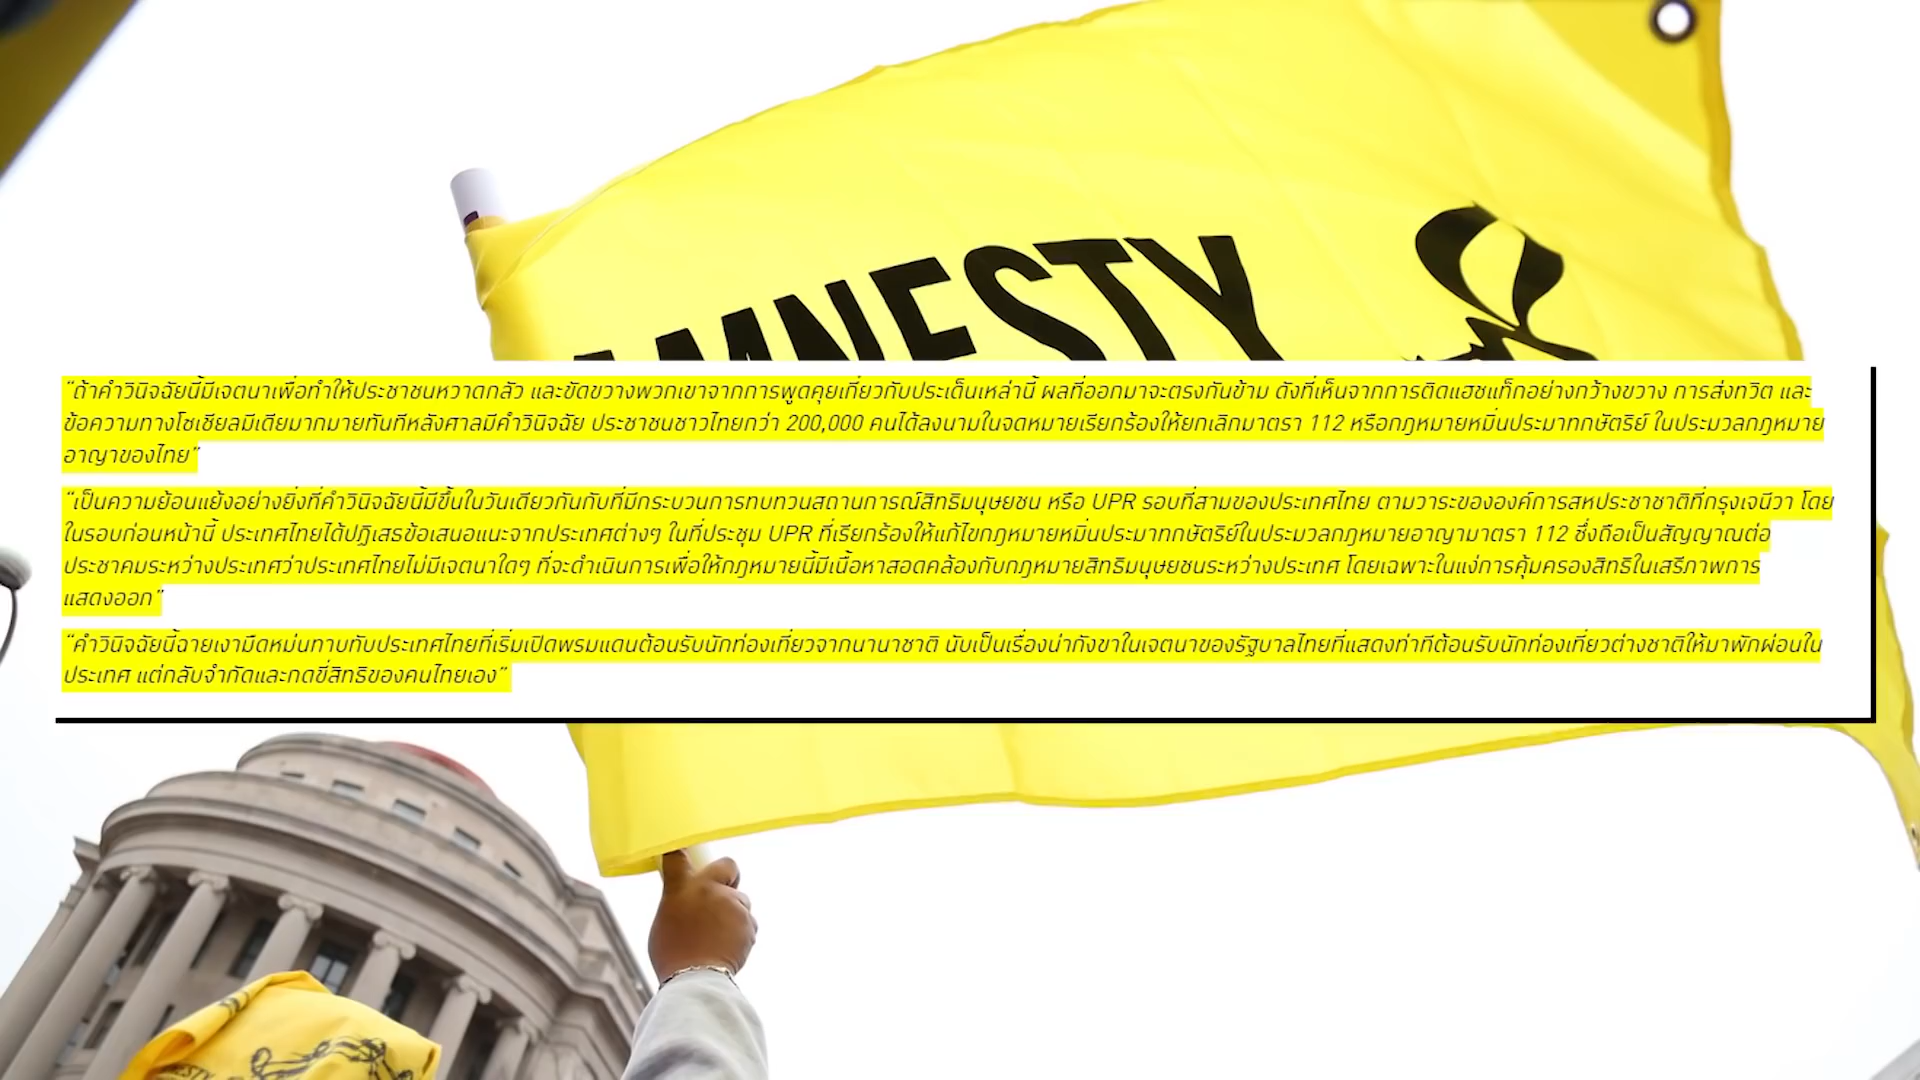 AMNESTY
“ถ้าคำวินิจฉัยนี้มีเจตนาเพื่อทำให้ประชาชนหวาดกลัว และขัดขวางพวกเขาจากการพูดคุยเกี่ยวกับประเด็นเหล่านี้ ผลที่ออกมาจะตรงกันข้าม ดังที่เห็นจากการติดแฮชแท็กอย่างกว้างขวาง การส่งทวิต และ
ข้อความทางโซเชียลมีเดียมากมายทันทีหลังศาลมีคำวินิจฉัย ประชาชนชาวไทยกว่า 200,000 คนได้ลงนามในจดหมายเรียกร้องให้ยกเลิกมาตรา 112 หรือกฎหมายหมิ่นประมาทกษัตริย์ ในประมวลกฎหมาย
อาญาของไทย”
“เป็นความย้อนแย้งอย่างยิ่งที่คำวินิจฉัยนี้มีขึ้นในวันเดียวกันกับที่มีกระบวนการทบทวนสถานการณ์สิทธิมนุษยชน หรือ UPR รอบที่สามของประเทศไทย ตามวาระขององค์การสหประชาชาติที่กรุงเจนีวา โดย
ในรอบก่อนหน้านี้ ประเทศไทยได้ปฏิเสธข้อเสนอแนะจากประเทศต่างๆ ในที่ประชุม UPR ที่เรียกร้องให้แก้ไขกฎหมายหมิ่นประมาทกษัตริย์ในประมวลกฎหมายอาญามาตรา 112 ซึ่งถือเป็นสัญญาณต่อ
ประชาคมระหว่างประเทศว่าประเทศไทยไม่มีเจตนาใดๆ ที่จะดำเนินการเพื่อให้กฎหมายนี้มีเนื้อหาสอดคล้องกับกฎหมายสิทธิมนุษยชนระหว่างประเทศ โดยเฉพาะในแง่การคุ้มครองสิทธิในเสรีภาพการ
แสดงออก”
“คำวินิจฉัยนี้ฉายเงามืดหม่นทาบทับประเทศไทยที่เริ่มเปิดพรมแดนต้อนรับนักท่องเที่ยวจากนานาชาติ นับเป็นเรื่องน่ากังขาในเจตนาของรัฐบาลไทยที่แสดงท่าทีต้อนรับนักท่องเที่ยวต่างชาติให้มาพักผ่อนใน
ประเทศ แต่กลับจำกัดและกดขี่สิทธิของคนไทยเอง”